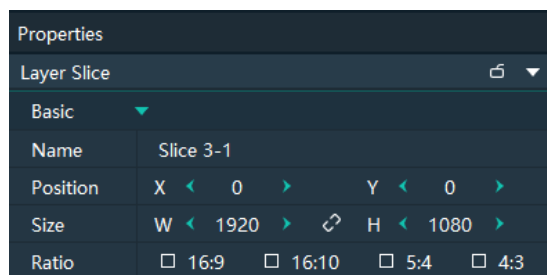 Properties
Layer Slice
Basic
Name Slice 3-1
Position X 0 Y 0
Size W 1920 H 1080
Ratio 16:9 16:10 5:4 4:3